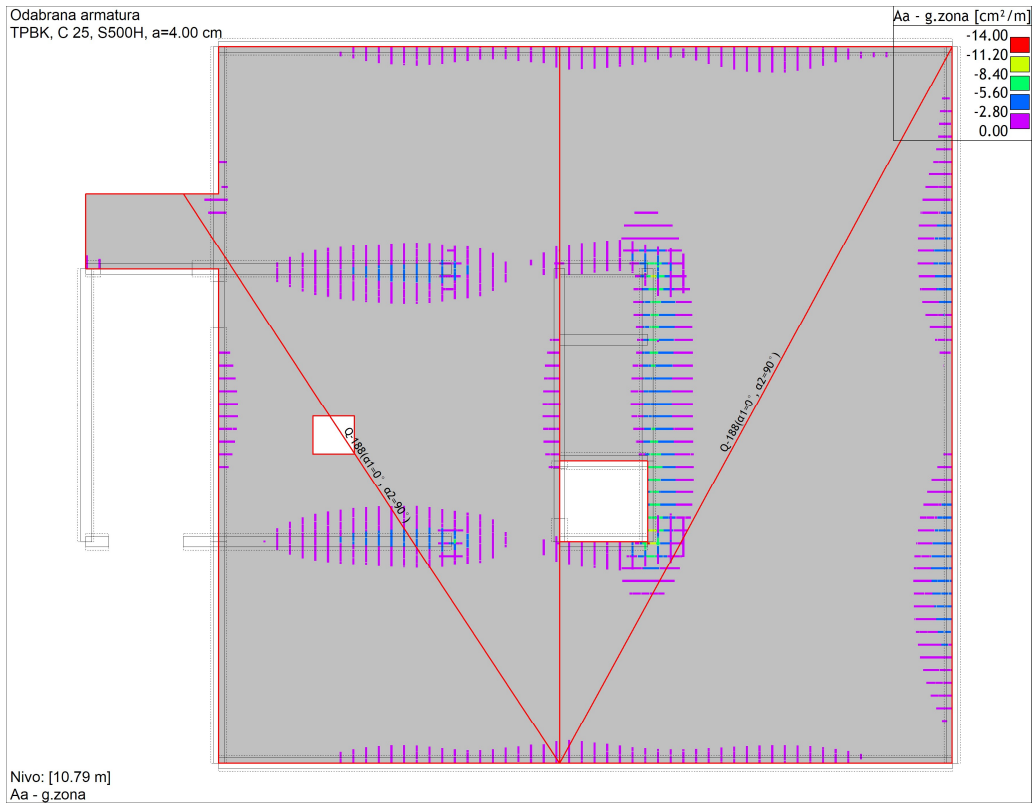 Odabrana armatura
TPBK, C 25, S500H, a=4.00 cm
Aa - g.zona [cm²/m]
-14.00
-11.20
-8.40
-5.60
-2.80
0.00
Q-188(α1=0°, α2=90°)
Q-188(α1=0°, α2=90°)
Nivo: [10.79 m]
Aa - g.zona